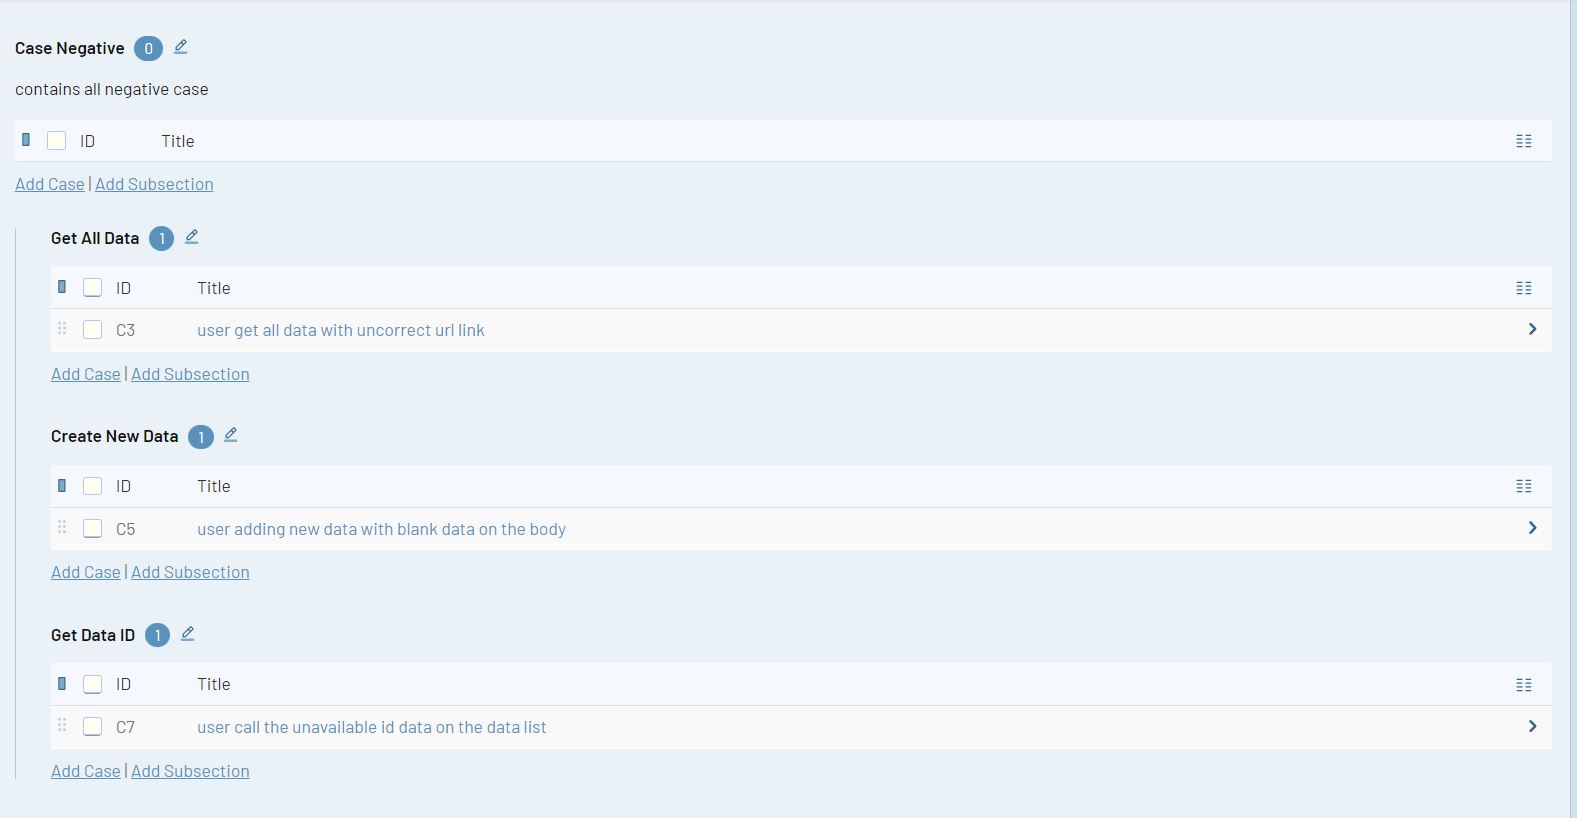 Case Negative 0
contains all negative case
ID Title
Add Case | Add Subsection
Get All Data 1
ID Title
C3 user get all data with uncorrect url link
Add Case | Add Subsection
Create New Data 1
ID Title
C5 user adding new data with blank data on the body
Add Case | Add Subsection
Get Data ID 1
ID Title
C7 user call the unavailable id data on the data list
Add Case | Add Subsection